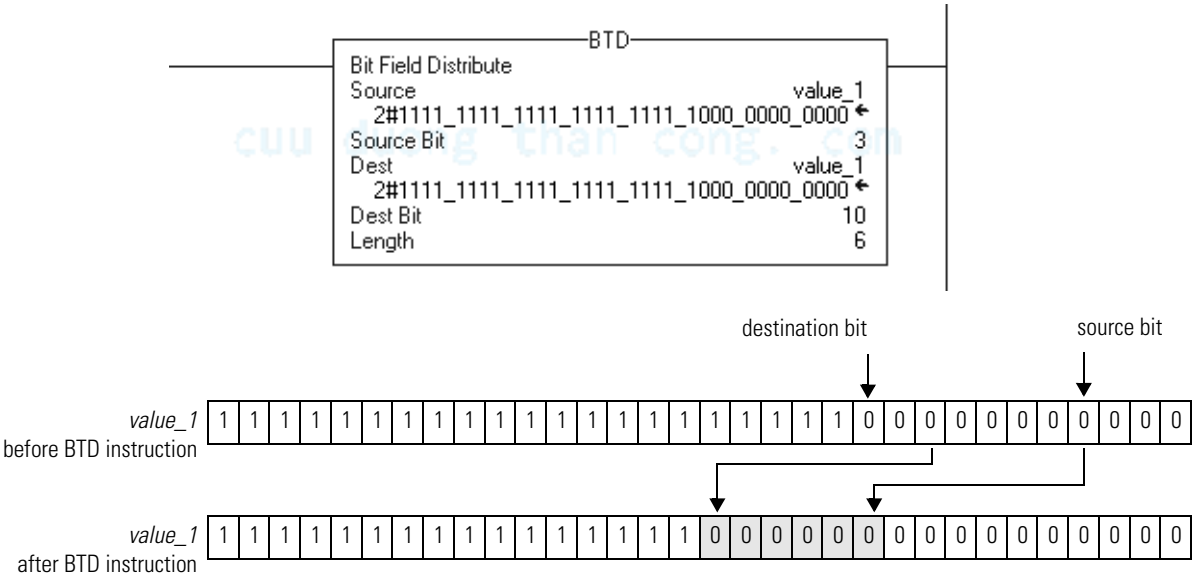 BTD
Bit Field Distribute
Source value_1
2#1111_1111_1111_1111_1111_1000_0000_0000
Source Bit 3
Dest value_1
2#1111_1111_1111_1111_1111_1000_0000_0000
Dest Bit 10
Length 6
cuu duong than cong. com
destination bit source bit
value_1 1 1 1 1 1 1 1 1 1 1 1 1 1 1 1 1 1 1 1 1 1 0 0 0 0 0 0 0 0 0 0 0
before BTD instruction
value_1 1 1 1 1 1 1 1 1 1 1 1 1 1 1 1 1 0 0 0 0 0 0 0 0 0 0 0 0 0 0 0 0
after BTD instruction